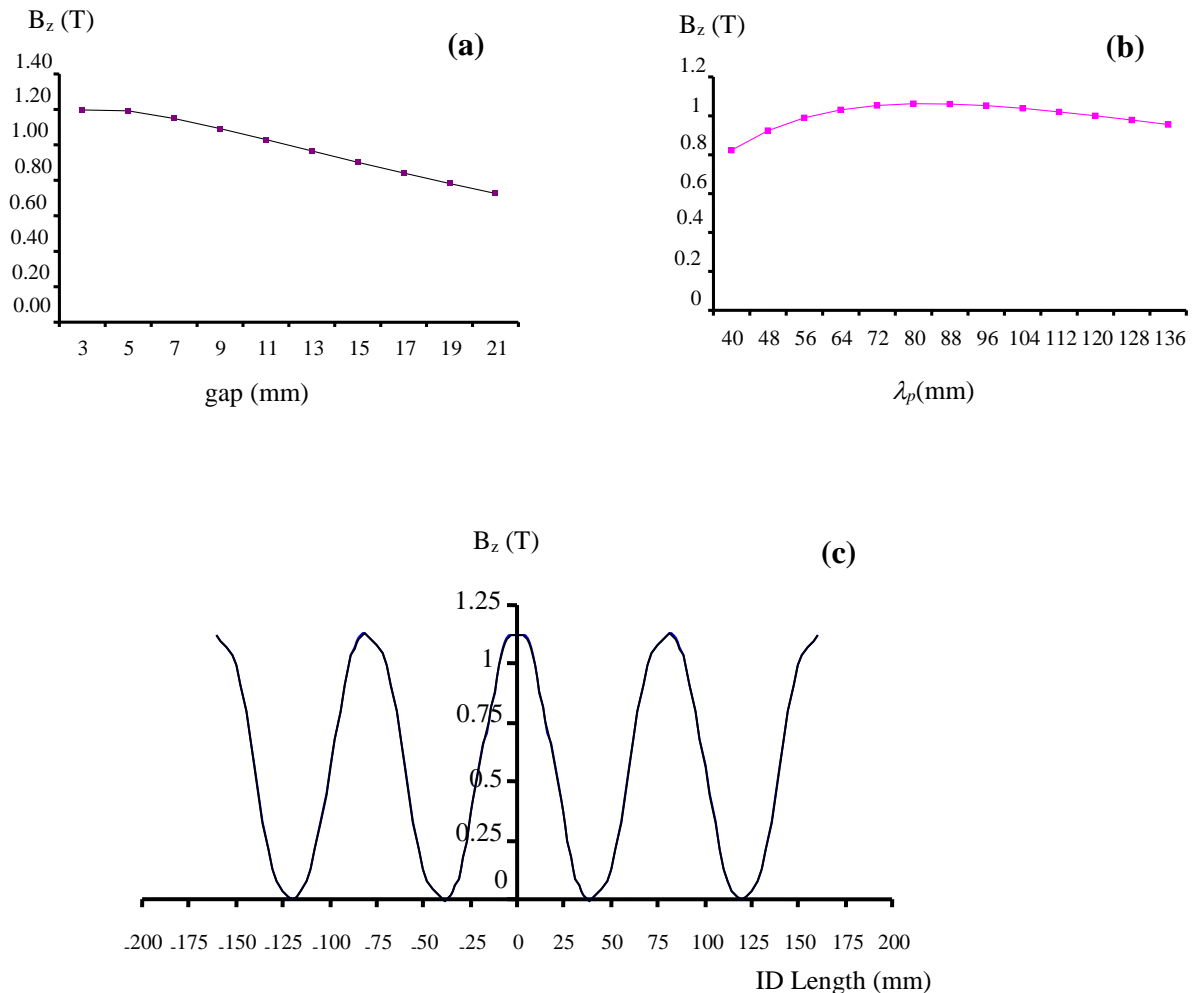 B_z (T)
(a)
1.40
1.20
1.00
0.80
0.60
0.40
0.20
0.00
3 5 7 9 11 13 15 17 19 21
gap (mm)
B_z (T)
(b)
1.2
1
0.8
0.6
0.4
0.2
0
40 48 56 64 72 80 88 96 104 112 120 128 136
λ_p(mm)
B_z (T)
(c)
1.25
1
0.75
0.5
0.25
0
-200 -175 -150 -125 -100 -75 -50 -25 0 25 50 75 100 125 150 175 200
ID Length (mm)